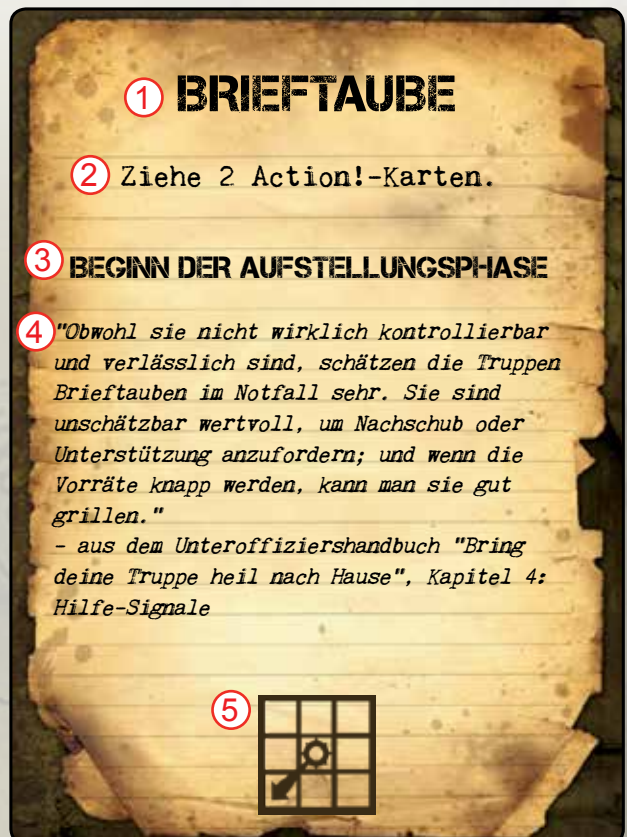 ① BRIEFTAUBE
② Ziehe 2 Action!-Karten.
③ BEGINN DER AUFSTELLUNGSPHASE
④ "Obwohl sie nicht wirklich kontrollierbar
und verlässlich sind, schätzen die Truppen
Brieftauben im Notfall sehr. Sie sind
unschätzbar wertvoll, um Nachschub oder
Unterstützung anzufordern; und wenn die
Vorräte knapp werden, kann man sie gut
grillen."
- aus dem Unteroffiziershandbuch "Bring
deine Truppe heil nach Hause", Kapitel 4:
Hilfe-Signale
⑤